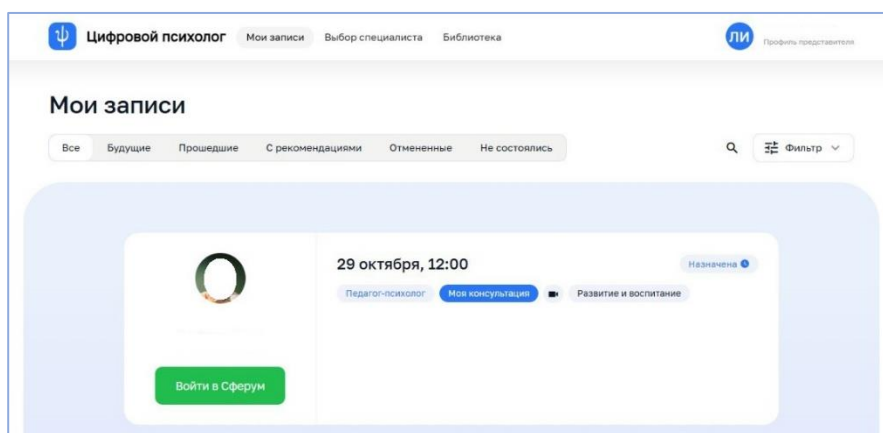 Цифровой психолог Мои записи Выбор специалиста Библиотека ЛИ Профиль представителя
Мои записи
Все Будущие Прошедшие С рекомендациями Отмененные Не состоялись Фильтр
29 октября, 12:00 Назначена
Педагог-психолог Моя консультация Развитие и воспитание
Войти в Сферум